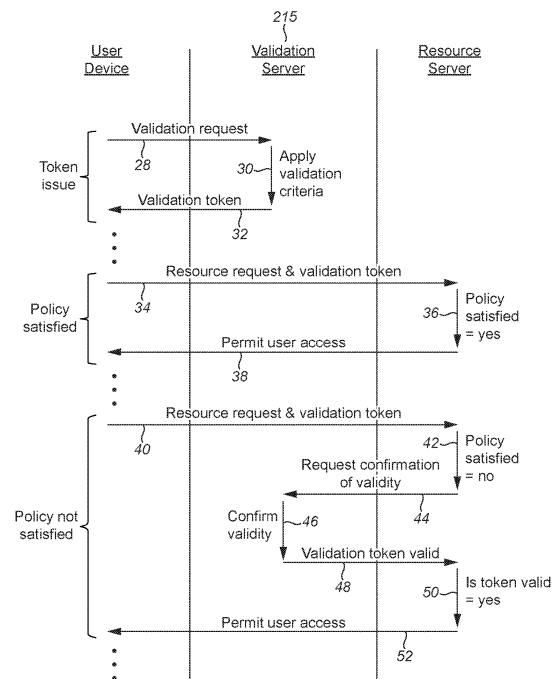 215
User Device
Validation Server
Resource Server
Validation request
28
Token issue
30
Apply validation criteria
Validation token
32
Resource request & validation token
34
Policy satisfied
36
Policy satisfied = yes
Permit user access
38
Resource request & validation token
40
42
Policy satisfied = no
Request confirmation of validity
44
Policy not satisfied
Confirm validity
46
Validation token valid
48
50
Is token valid = yes
Permit user access
52